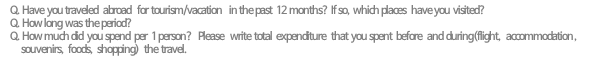 Q. Have you traveled abroad for tourism/vacation in the past 12 months? If so, which places have you visited?
Q. How long was the period?
Q. How much did you spend per 1 person? Please write total expenditure that you spent before and during(flight, accommodation,
souvenirs, foods, shopping) the travel.